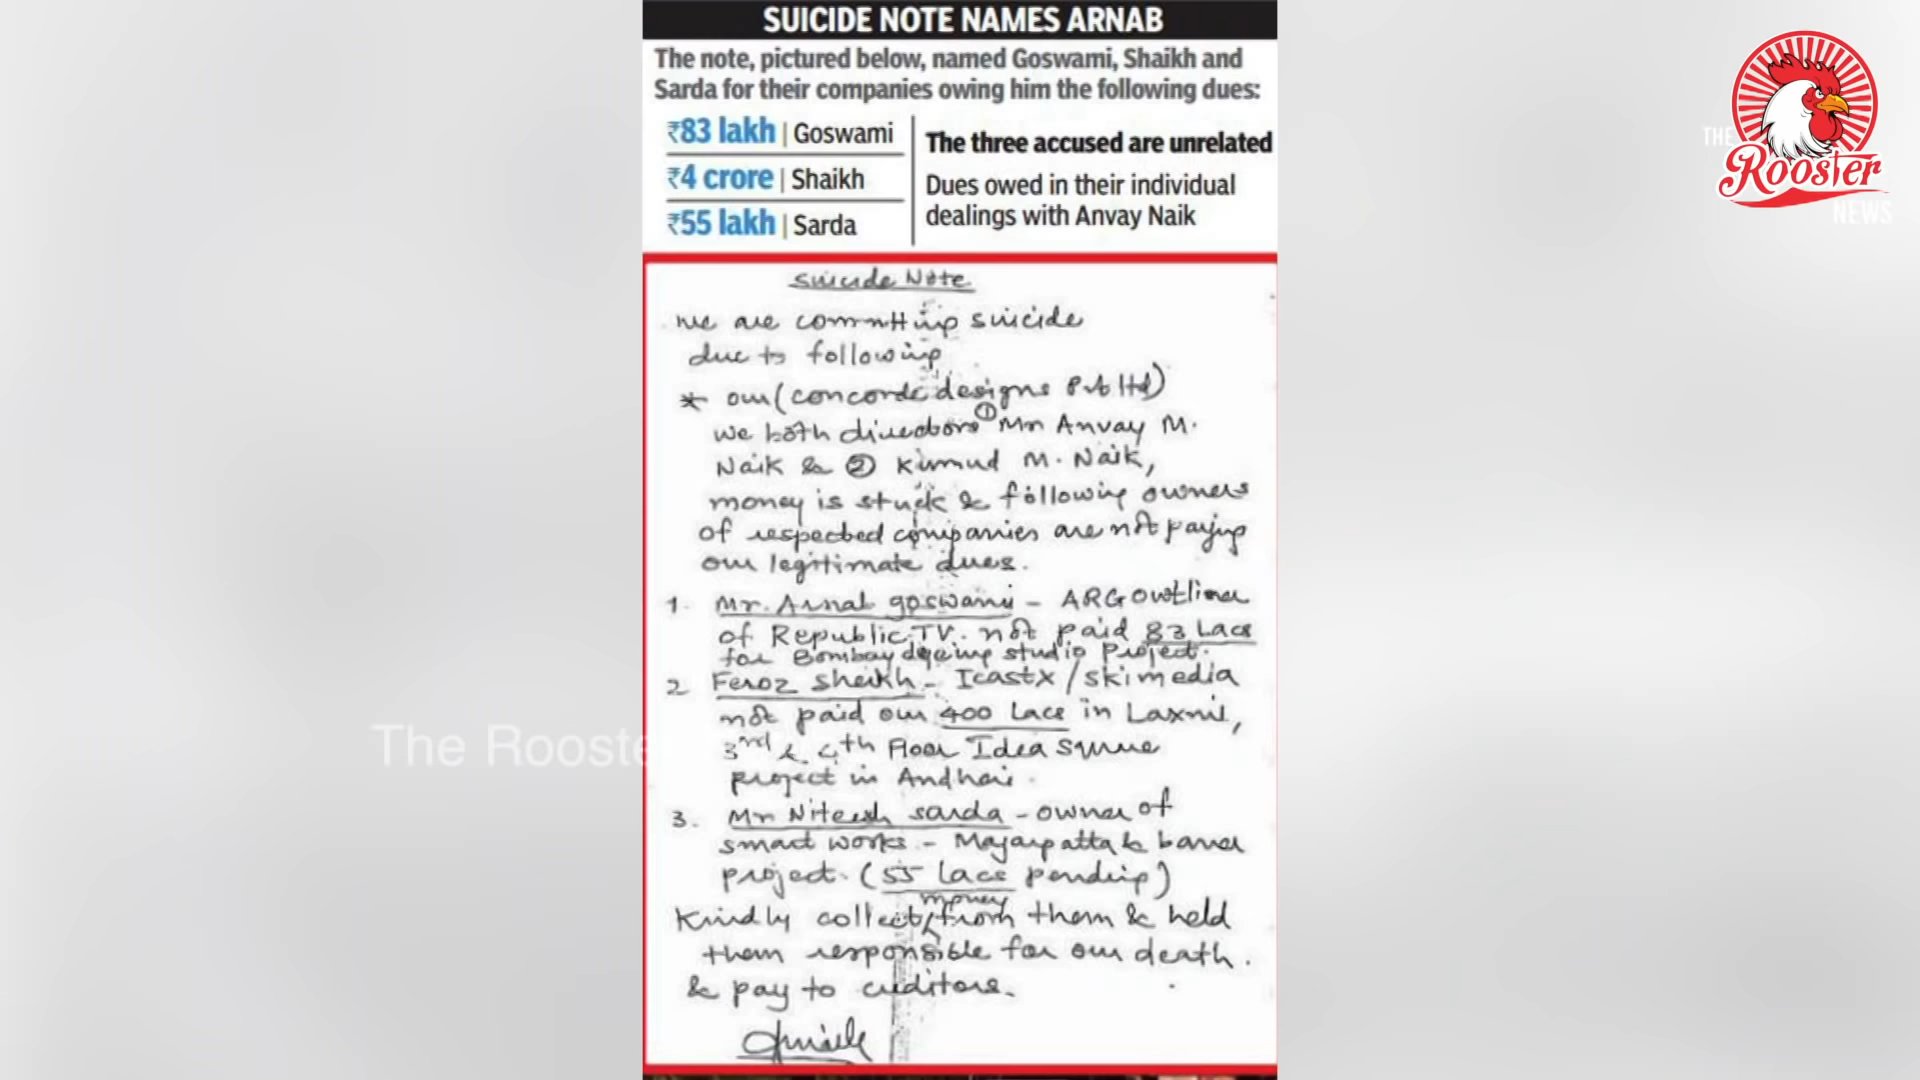 SUICIDE NOTE NAMES ARNAB
The note, pictured below, named Goswami, Shaikh and
Sarda for their companies owing him the following dues:
₹83 lakh | Goswami
₹4 crore | Shaikh
₹55 lakh | Sarda
The three accused are unrelated
Dues owed in their individual
dealings with Anvay Naik
Suicide Note
we are committing suicide
due to following
* our (concorde designs Pvt ltd)
we both directors ① Mr Anvay M.
Naik & ② Kumud M. Naik,
money is stuck & following owners
of respected companies are not paying
our legitimate dues.
1. Mr. Arnab goswami - ARG Outlier
of Republic TV. not paid 83 Lacs
for Bombay dyeing studio Project.
2 Feroz Sheikh - Icastx / skimedia
not paid our 400 Lacs in Laxmi,
3rd & 4th Floor Idea
project in Andheri.
3. Mr Niteesh Sarda - owner of
smart works - Magarpatta & baner
project. (55 Lacs pending)
Kindly collect money from them & held
them responsible for our death.
& pay to creditors.
THE
Rooster
NEWS
The Rooste